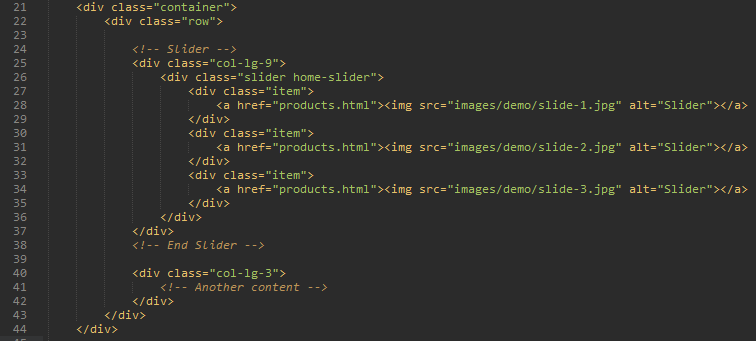 21 <div class="container">
22 <div class="row">
23
24 <!-- Slider -->
25 <div class="col-lg-9">
26 <div class="slider home-slider">
27 <div class="item">
28 <a href="products.html"><img src="images/demo/slide-1.jpg" alt="Slider"></a>
29 </div>
30 <div class="item">
31 <a href="products.html"><img src="images/demo/slide-2.jpg" alt="Slider"></a>
32 </div>
33 <div class="item">
34 <a href="products.html"><img src="images/demo/slide-3.jpg" alt="Slider"></a>
35 </div>
36 </div>
37 </div>
38 <!-- End Slider -->
39
40 <div class="col-lg-3">
41 <!-- Another content -->
42 </div>
43 </div>
44 </div>